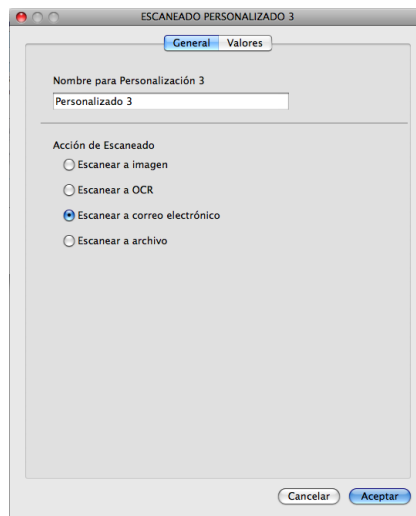 ESCANEADO PERSONALIZADO 3
General Valores
Nombre para Personalización 3
Personalizado 3
Acción de Escaneado
Escanear a imagen
Escanear a OCR
Escanear a correo electrónico
Escanear a archivo
Cancelar Aceptar